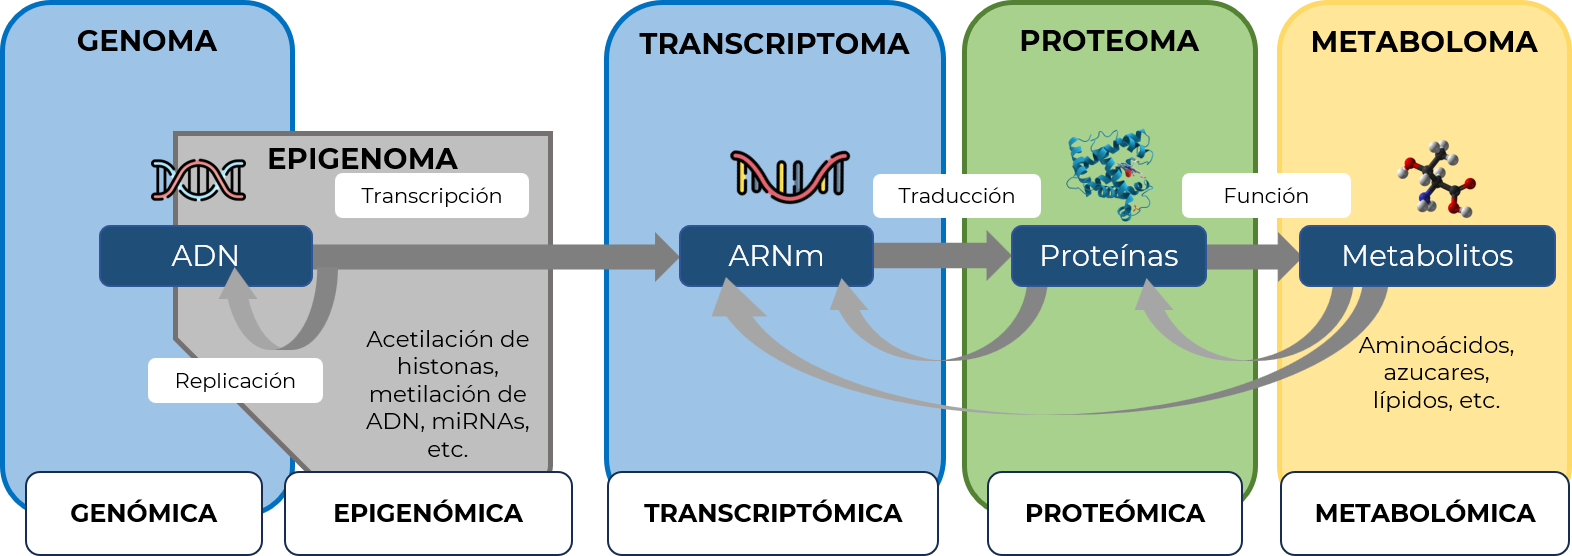 GENOMA
EPIGENOMA
TRANSCRIPTOMA
PROTEOMA
METABOLOMA
Transcripción
Traducción
Función
ADN
ARNm
Proteínas
Metabolitos
Replicación
Acetilación de
histonas,
metilación de
ADN, miRNAs,
etc.
Aminoácidos,
azucares,
lípidos, etc.
GENÓMICA
EPIGENÓMICA
TRANSCRIPTÓMICA
PROTEÓMICA
METABOLÓMICA